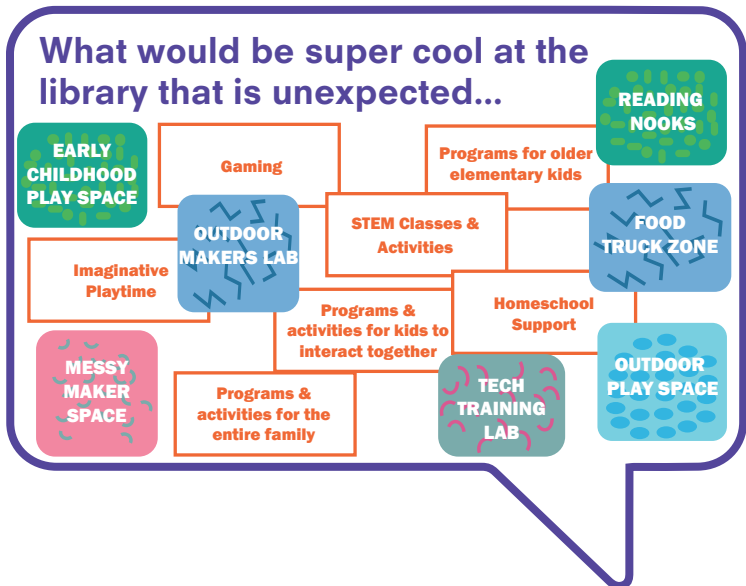 What would be super cool at the
library that is unexpected...
READING
NOOKS
EARLY
CHILDHOOD
PLAY SPACE
Gaming
Programs for older
elementary kids
OUTDOOR
MAKERS LAB
STEM Classes &
Activities
FOOD
TRUCK ZONE
Imaginative
Playtime
Programs &
activities for kids to
interact together
Homeschool
Support
MESSY
MAKER
SPACE
Programs &
activities for the
entire family
TECH
TRAINING
LAB
OUTDOOR
PLAY SPACE